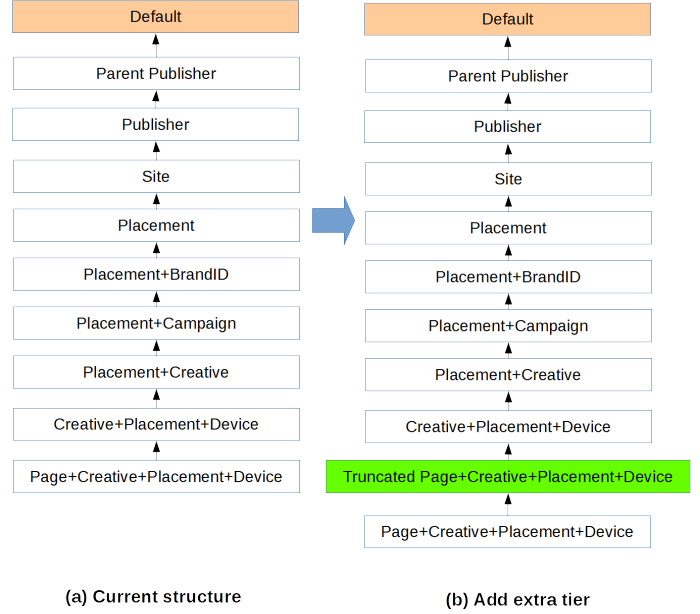 Default
Parent Publisher
Publisher
Site
Placement
Placement+BrandID
Placement+Campaign
Placement+Creative
Creative+Placement+Device
Page+Creative+Placement+Device
(a) Current structure
Default
Parent Publisher
Publisher
Site
Placement
Placement+BrandID
Placement+Campaign
Placement+Creative
Creative+Placement+Device
Truncated Page+Creative+Placement+Device
Page+Creative+Placement+Device
(b) Add extra tier